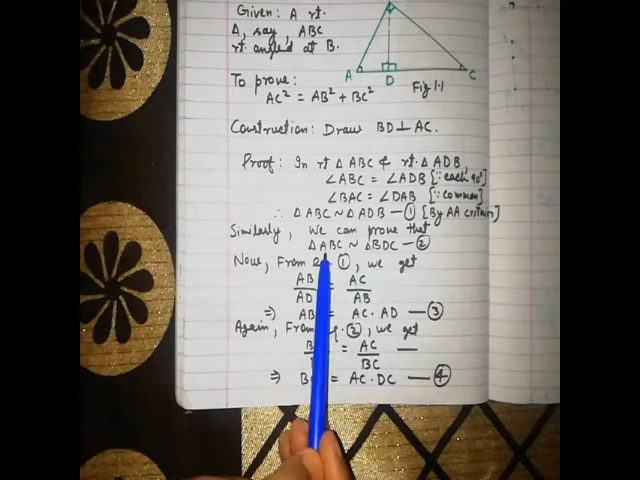 Given: A rt.
Δ, say, ABC
rt angled at B.
A D C
Fig 1.1
To prove:
AC² = AB² + BC²
Construction: Draw BD ⊥ AC.
Proof: In rt Δ ABC & rt. Δ ADB
∠ABC = ∠ADB [∵ each 90°]
∠BAC = ∠DAB [∵ common]
∴ Δ ABC ~ Δ ADB — ① [By AA criterian]
Similarly, we can prove that
Δ ABC ~ Δ BDC — ②
Now, From ①, we get
AB/AD = AC/AB
⇒ AB = AC · AD — ③
Again, From ②, we get
B = AC/BC —
⇒ B = AC · DC — ④